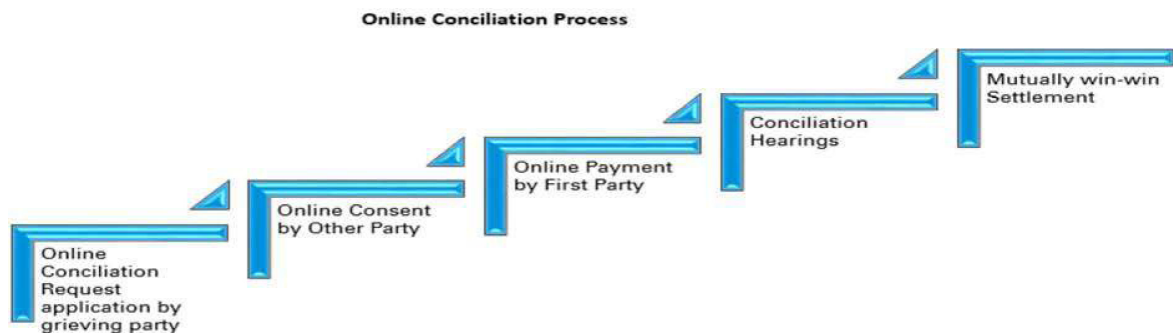 Online Conciliation Process
Online
Conciliation
Request
application by
grieving party
Online Consent
by Other Party
Online Payment
by First Party
Conciliation
Hearings
Mutually win-win
Settlement